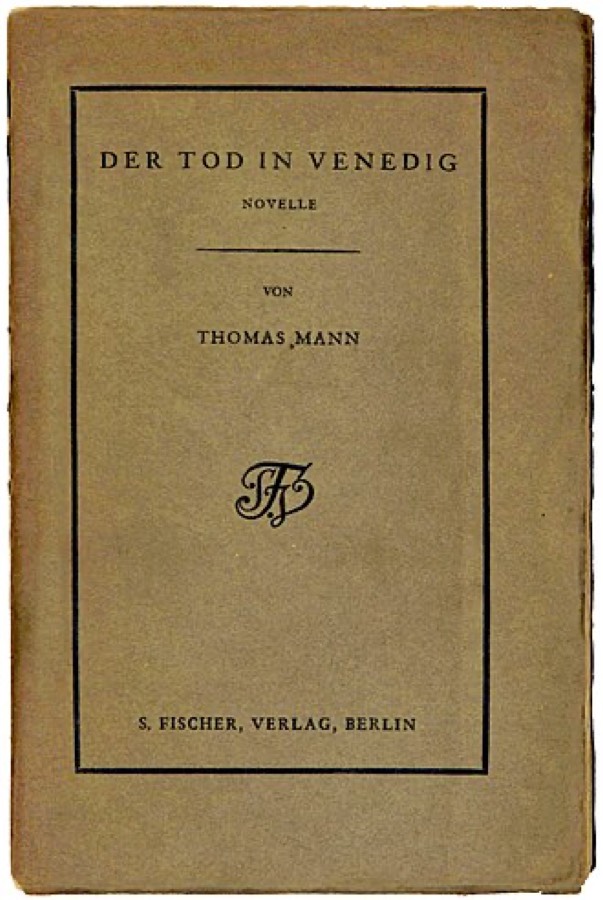 DER TOD IN VENEDIG
NOVELLE
VON
THOMAS MANN
S. FISCHER, VERLAG, BERLIN